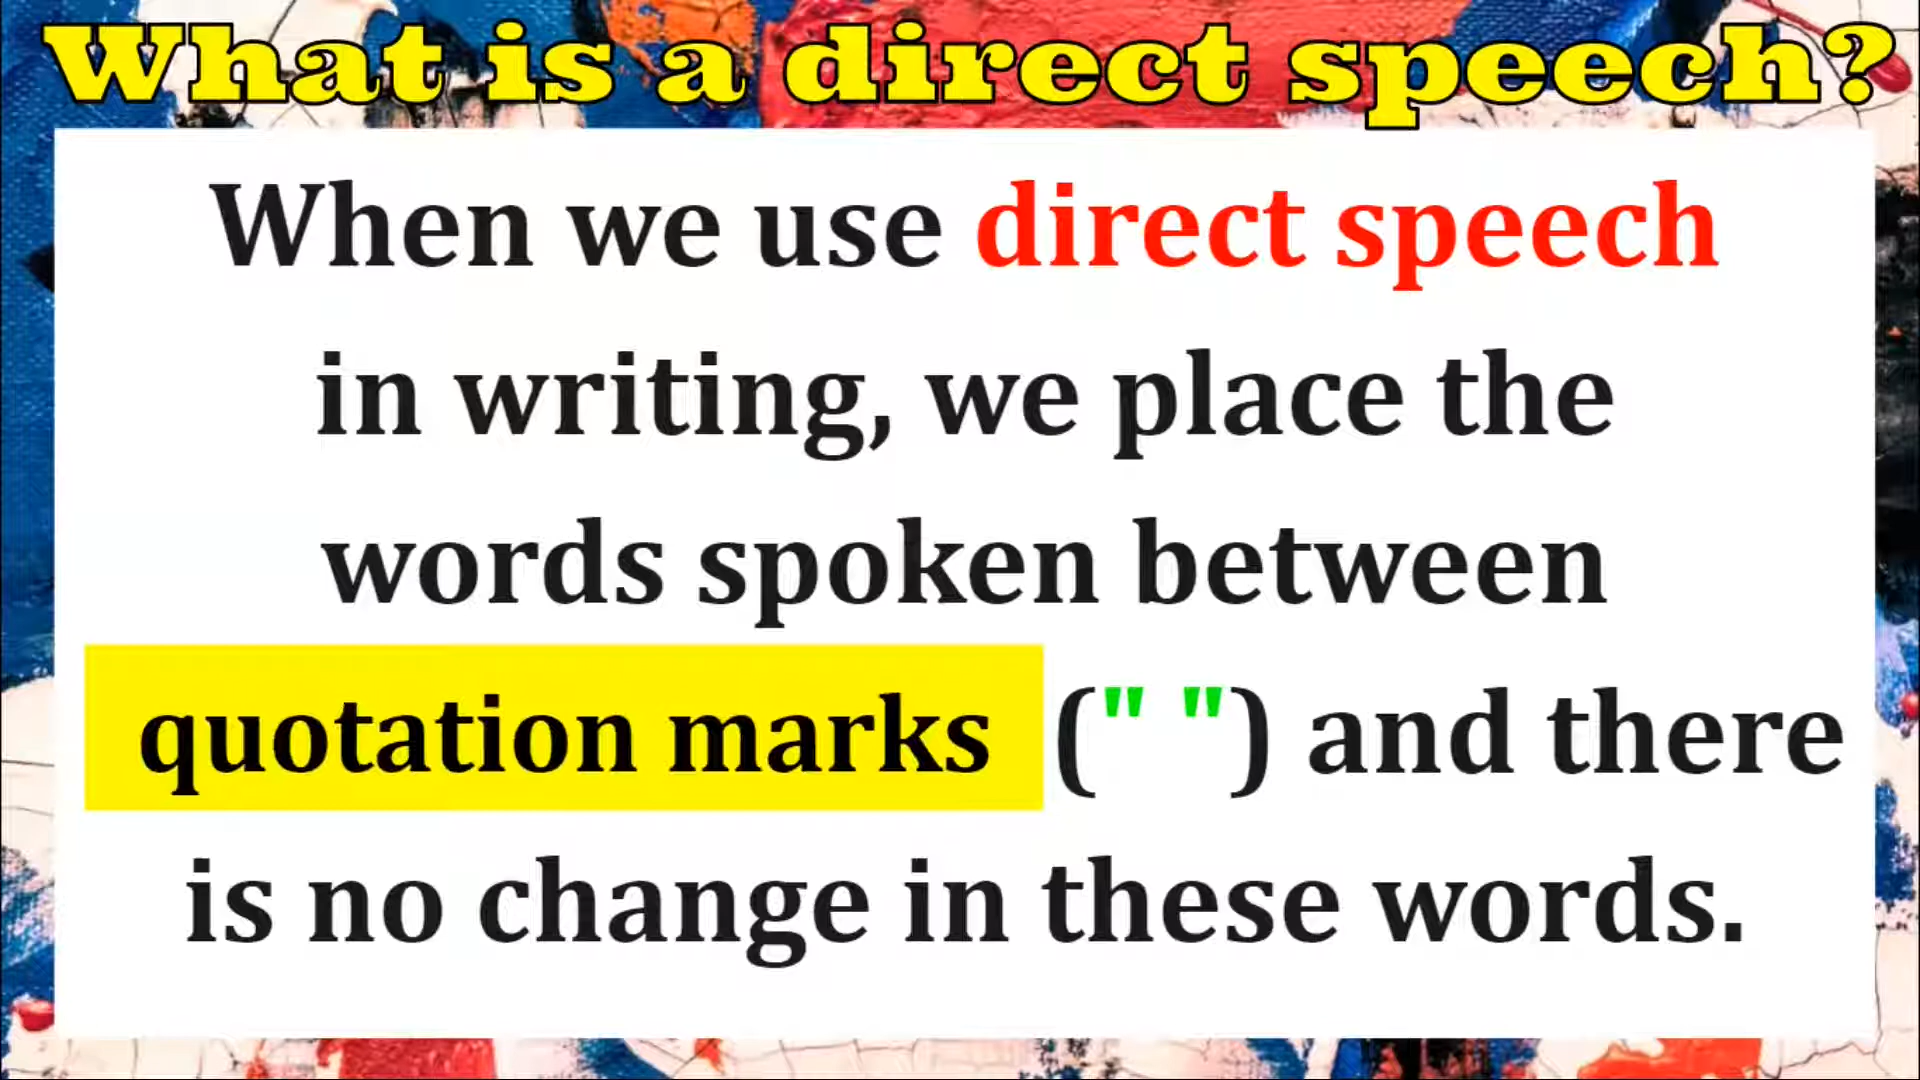 What is a direct speech?
When we use direct speech
in writing, we place the
words spoken between
quotation marks (" ") and there
is no change in these words.